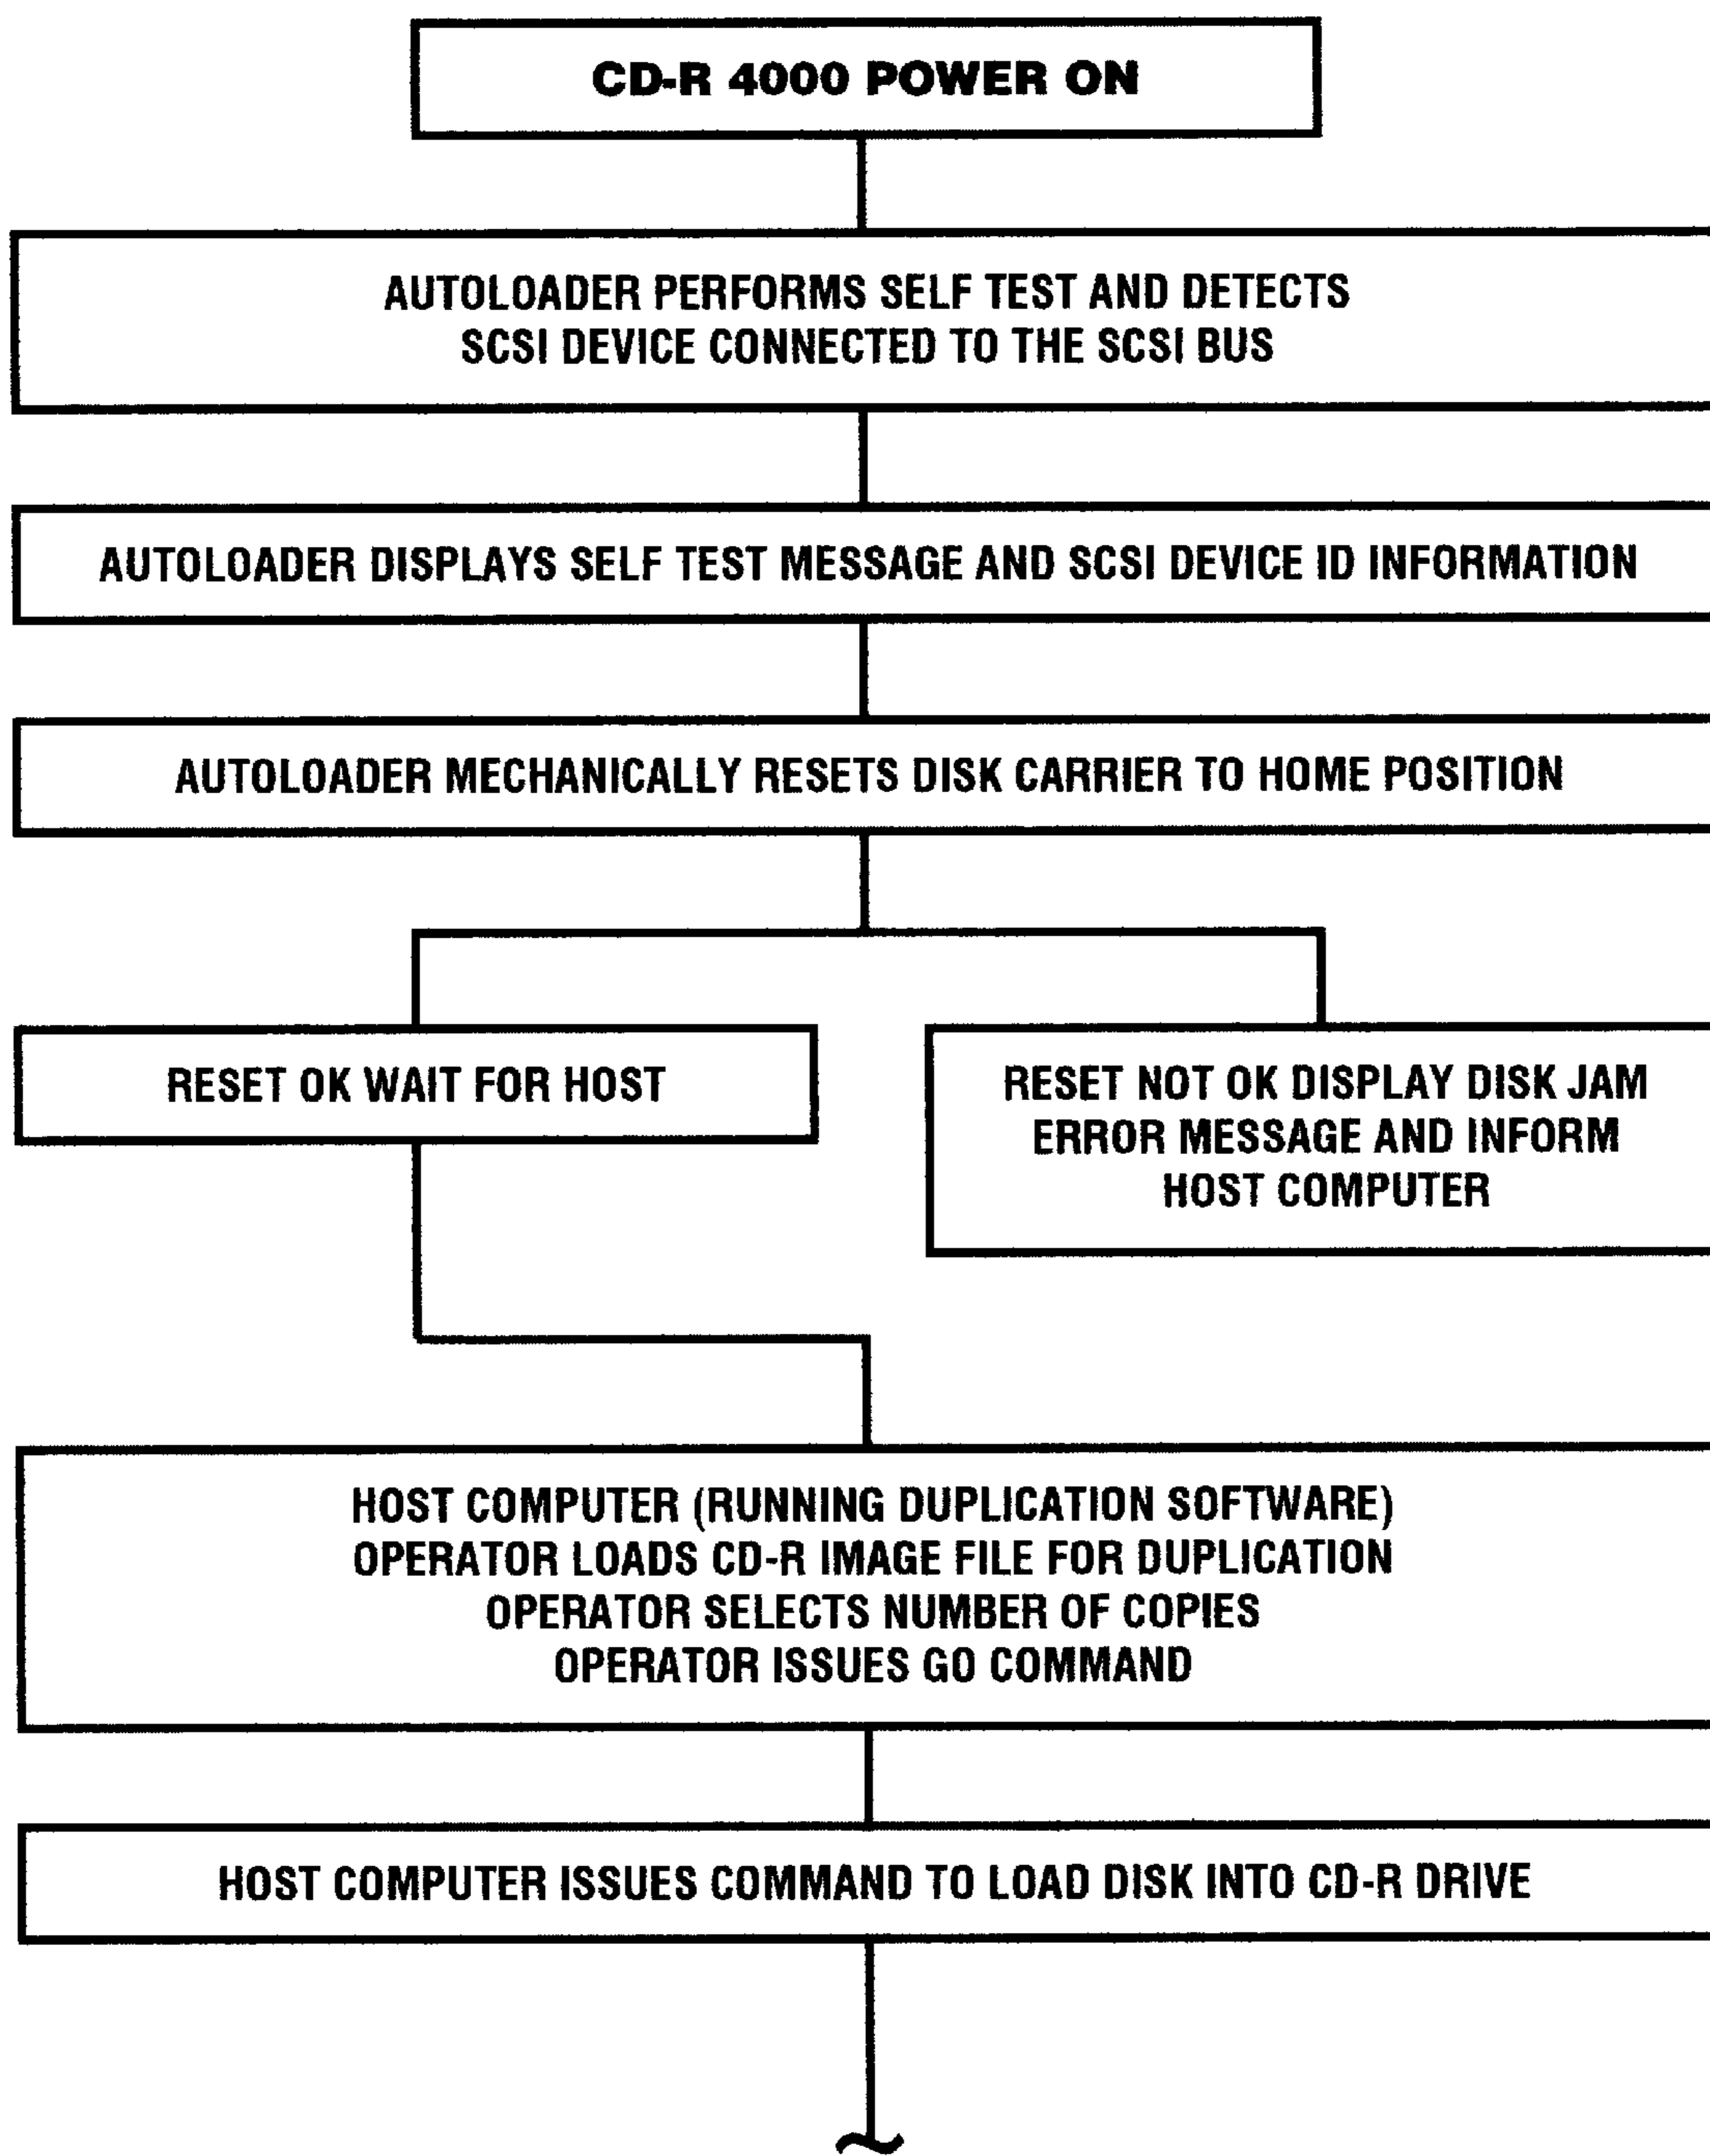 CD-R 4000 POWER ON
AUTOLOADER PERFORMS SELF TEST AND DETECTS
SCSI DEVICE CONNECTED TO THE SCSI BUS
AUTOLOADER DISPLAYS SELF TEST MESSAGE AND SCSI DEVICE ID INFORMATION
AUTOLOADER MECHANICALLY RESETS DISK CARRIER TO HOME POSITION
RESET OK WAIT FOR HOST
RESET NOT OK DISPLAY DISK JAM
ERROR MESSAGE AND INFORM
HOST COMPUTER
HOST COMPUTER (RUNNING DUPLICATION SOFTWARE)
OPERATOR LOADS CD-R IMAGE FILE FOR DUPLICATION
OPERATOR SELECTS NUMBER OF COPIES
OPERATOR ISSUES GO COMMAND
HOST COMPUTER ISSUES COMMAND TO LOAD DISK INTO CD-R DRIVE